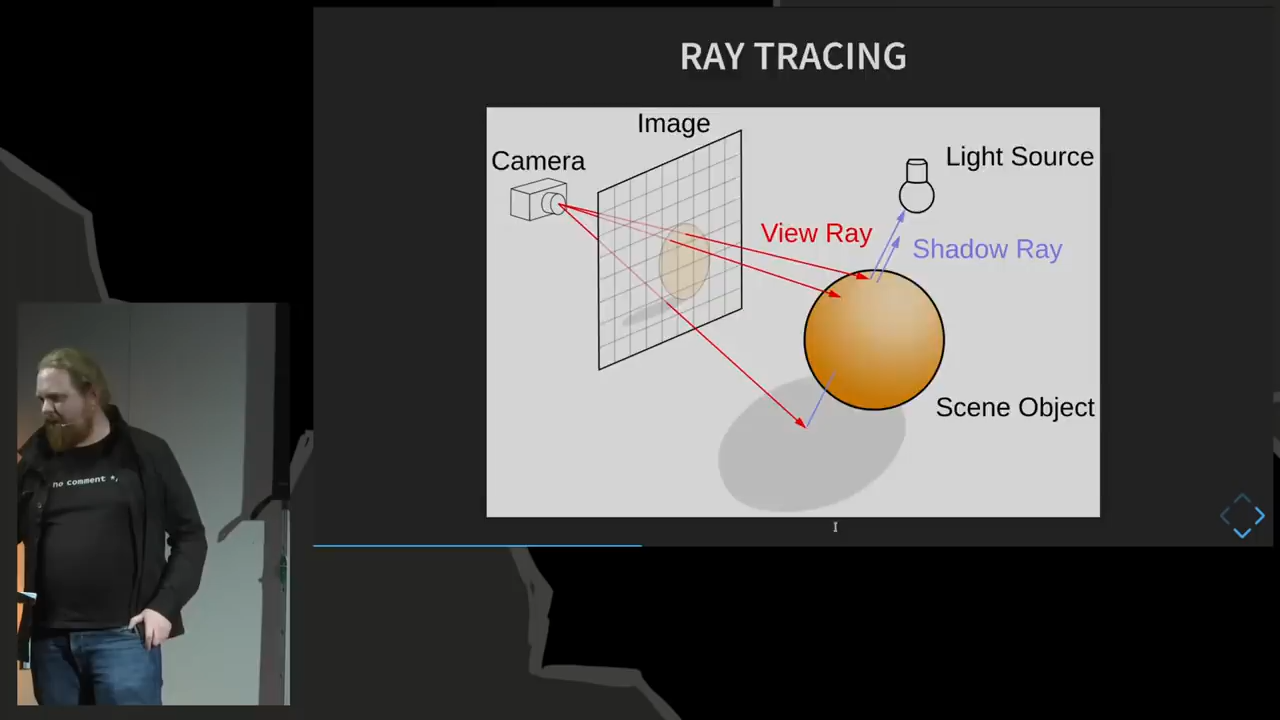 RAY TRACING
Image
Camera
Light Source
View Ray
Shadow Ray
Scene Object
no comment *,